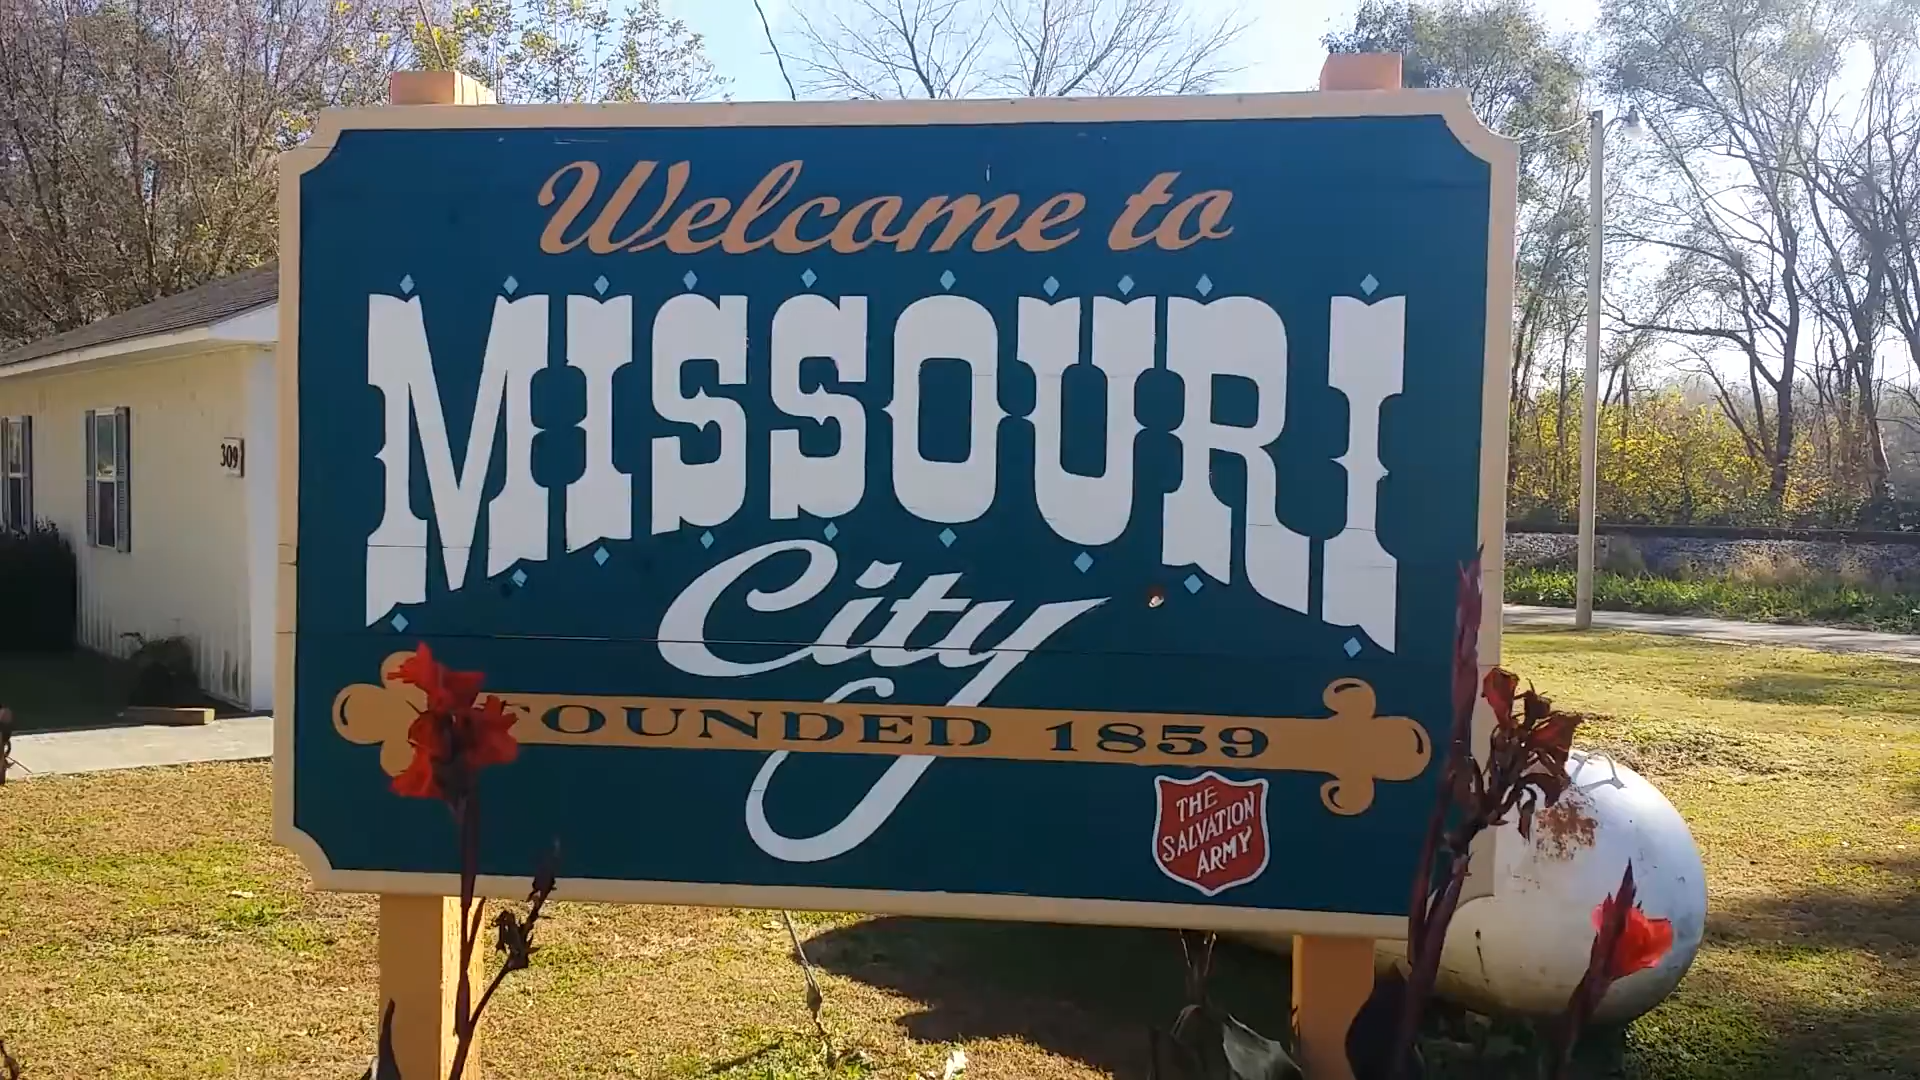 Welcome to
MISSOURI
City
FOUNDED 1859
THE
SALVATION
ARMY
309